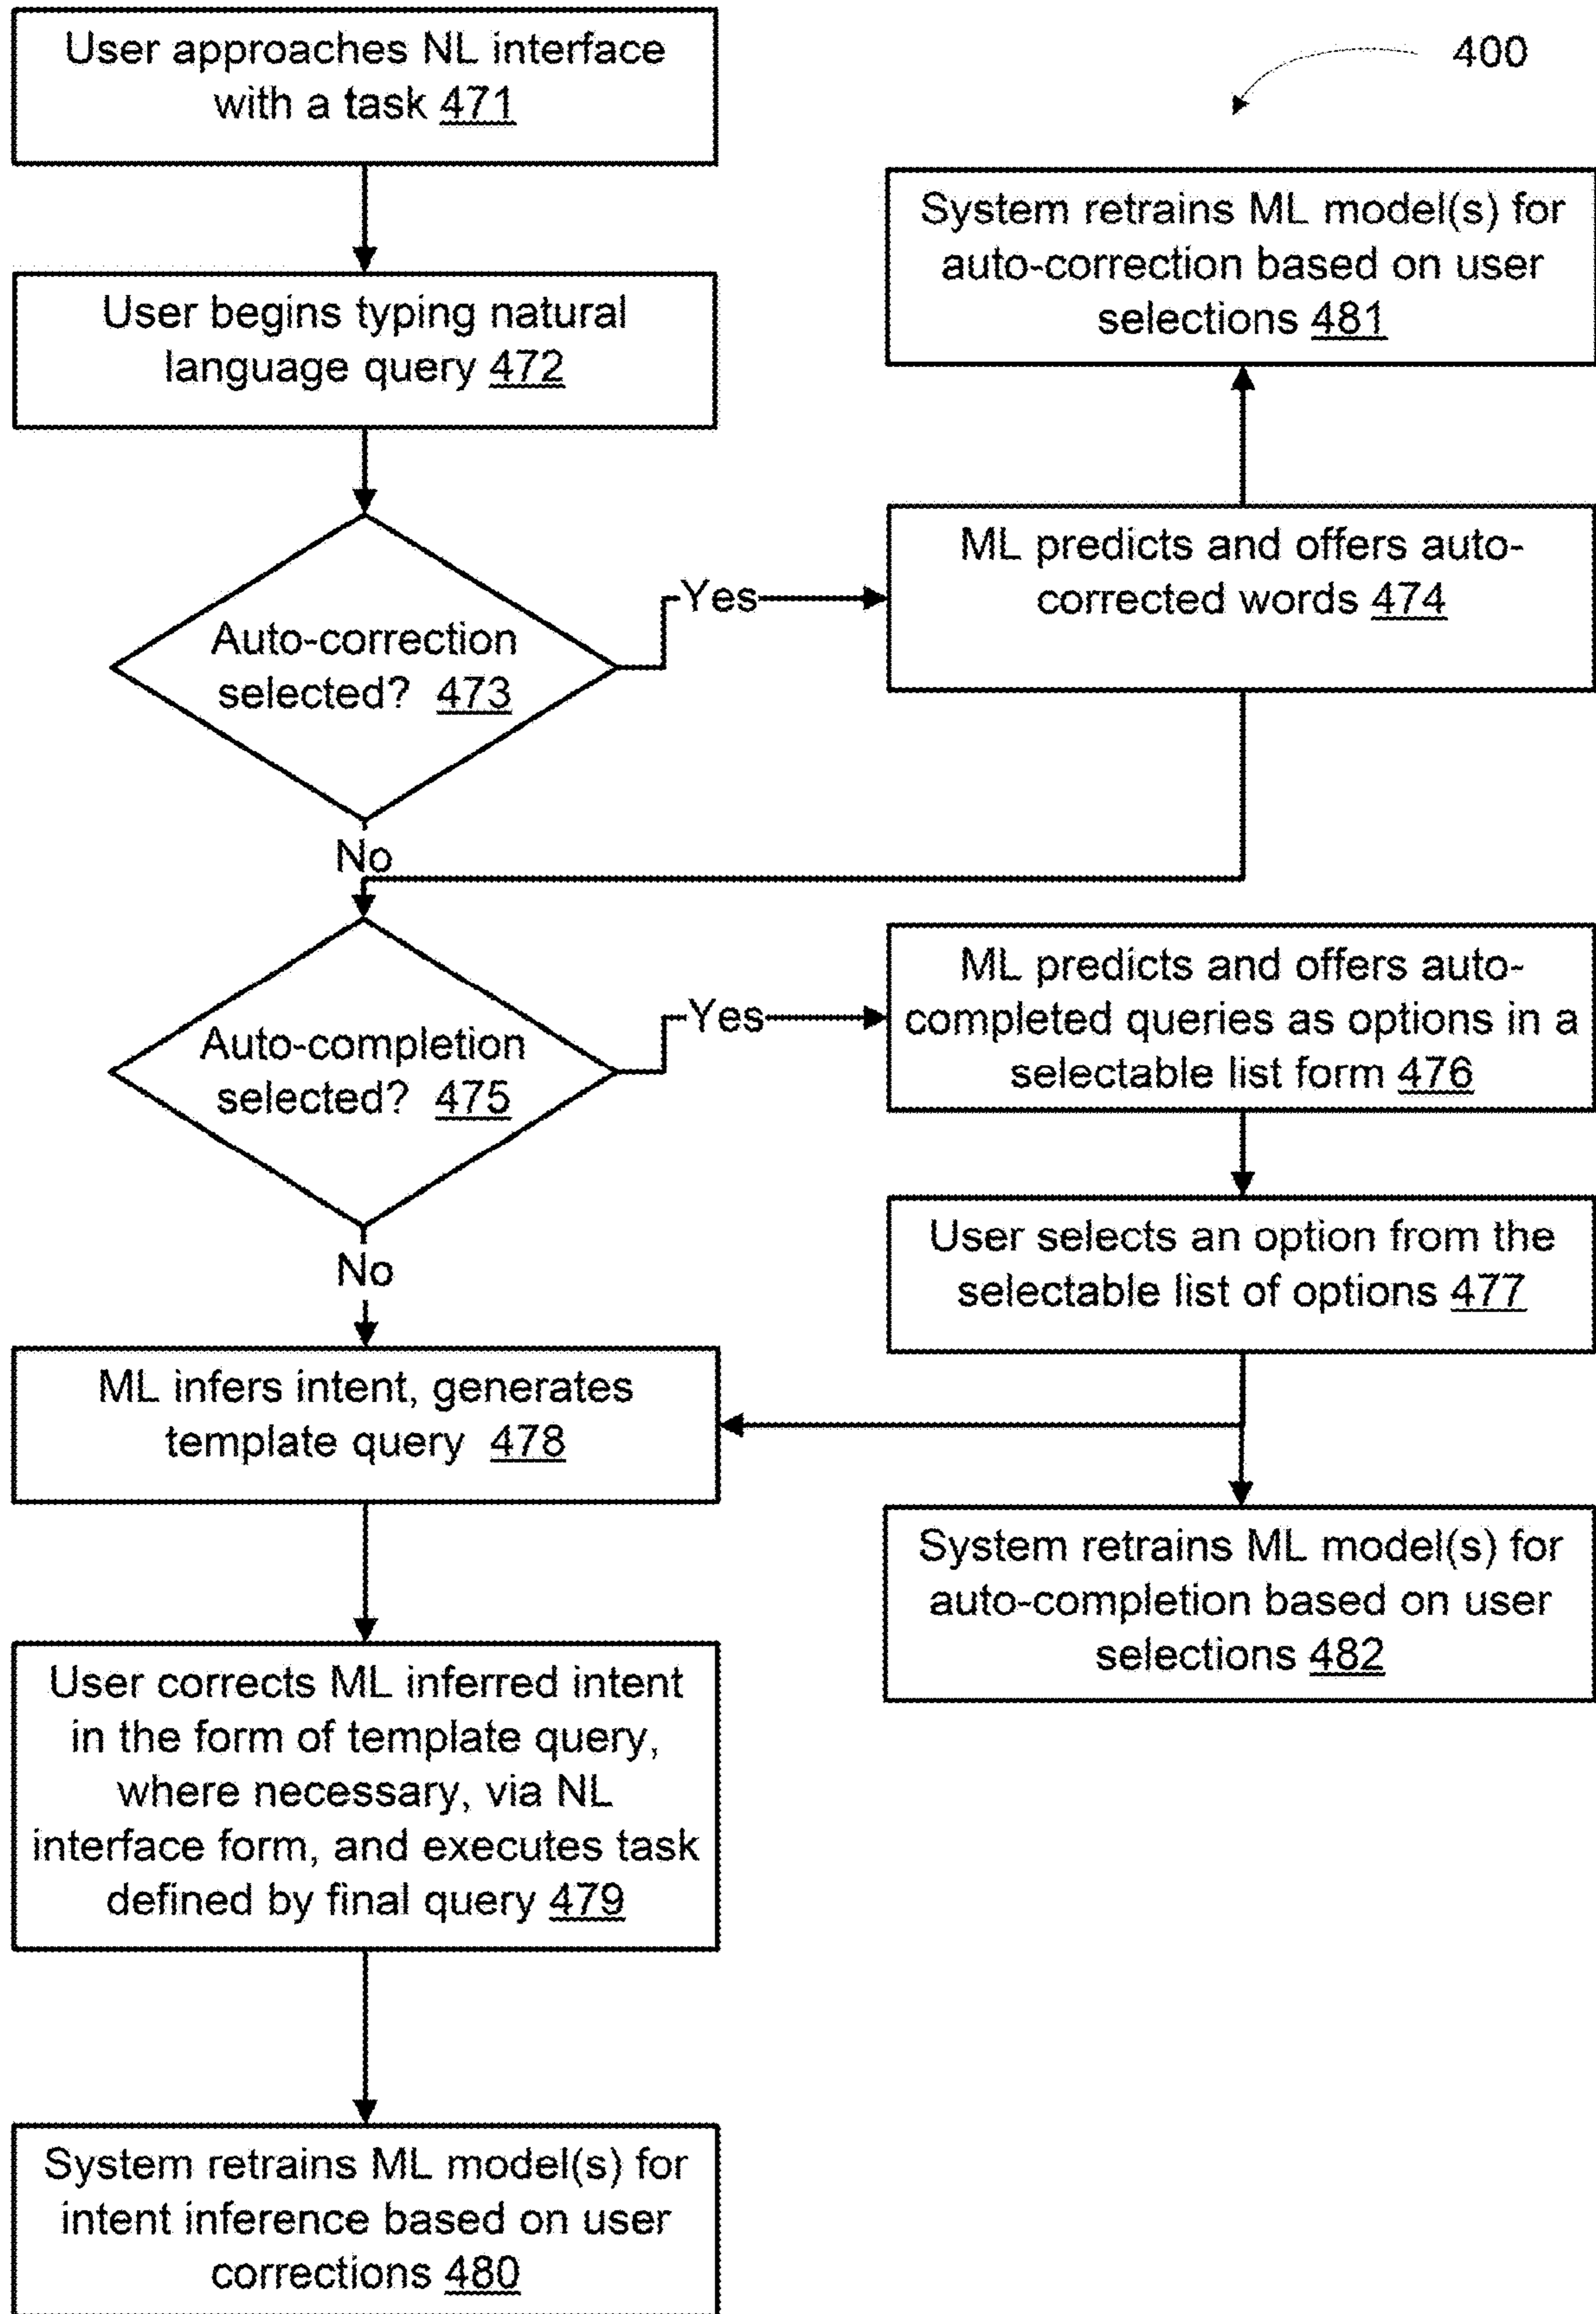 User approaches NL interface
with a task 471
400
System retrains ML model(s) for
auto-correction based on user
selections 481
User begins typing natural
language query 472
ML predicts and offers auto-
corrected words 474
Yes
Auto-correction
selected? 473
No
ML predicts and offers auto-
completed queries as options in a
selectable list form 476
Yes
Auto-completion
selected? 475
User selects an option from the
selectable list of options 477
No
ML infers intent, generates
template query 478
System retrains ML model(s) for
auto-completion based on user
selections 482
User corrects ML inferred intent
in the form of template query,
where necessary, via NL
interface form, and executes task
defined by final query 479
System retrains ML model(s) for
intent inference based on user
corrections 480